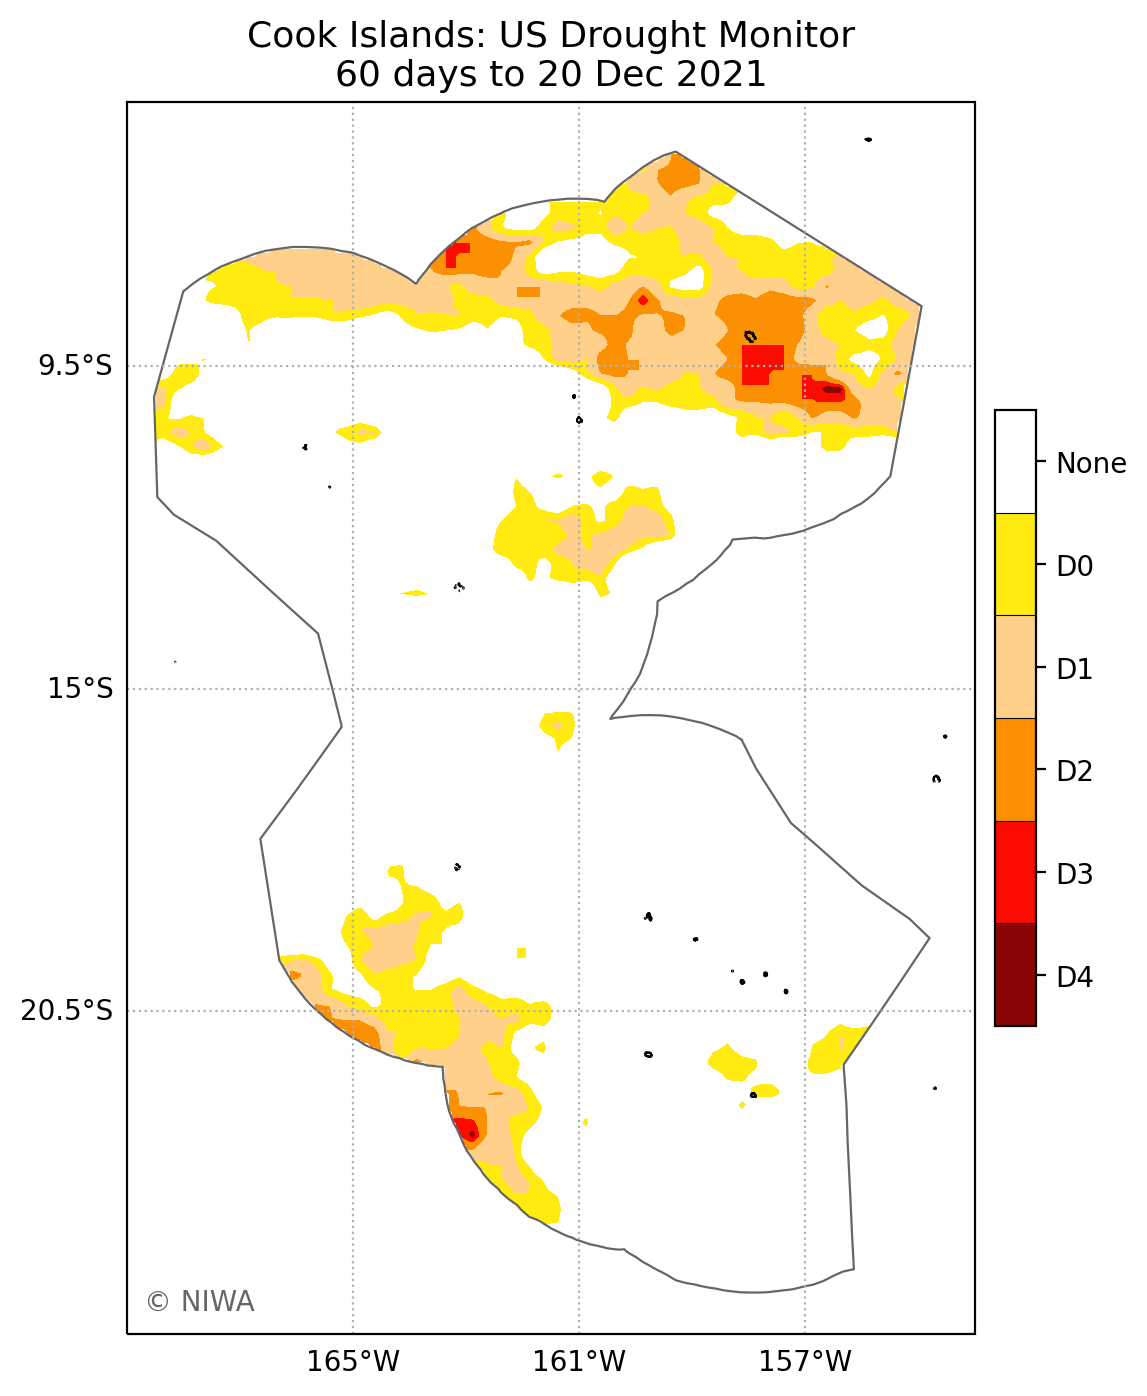 Cook Islands: US Drought Monitor
60 days to 20 Dec 2021
9.5°S
15°S
20.5°S
165°W
161°W
157°W
None
D0
D1
D2
D3
D4
© NIWA